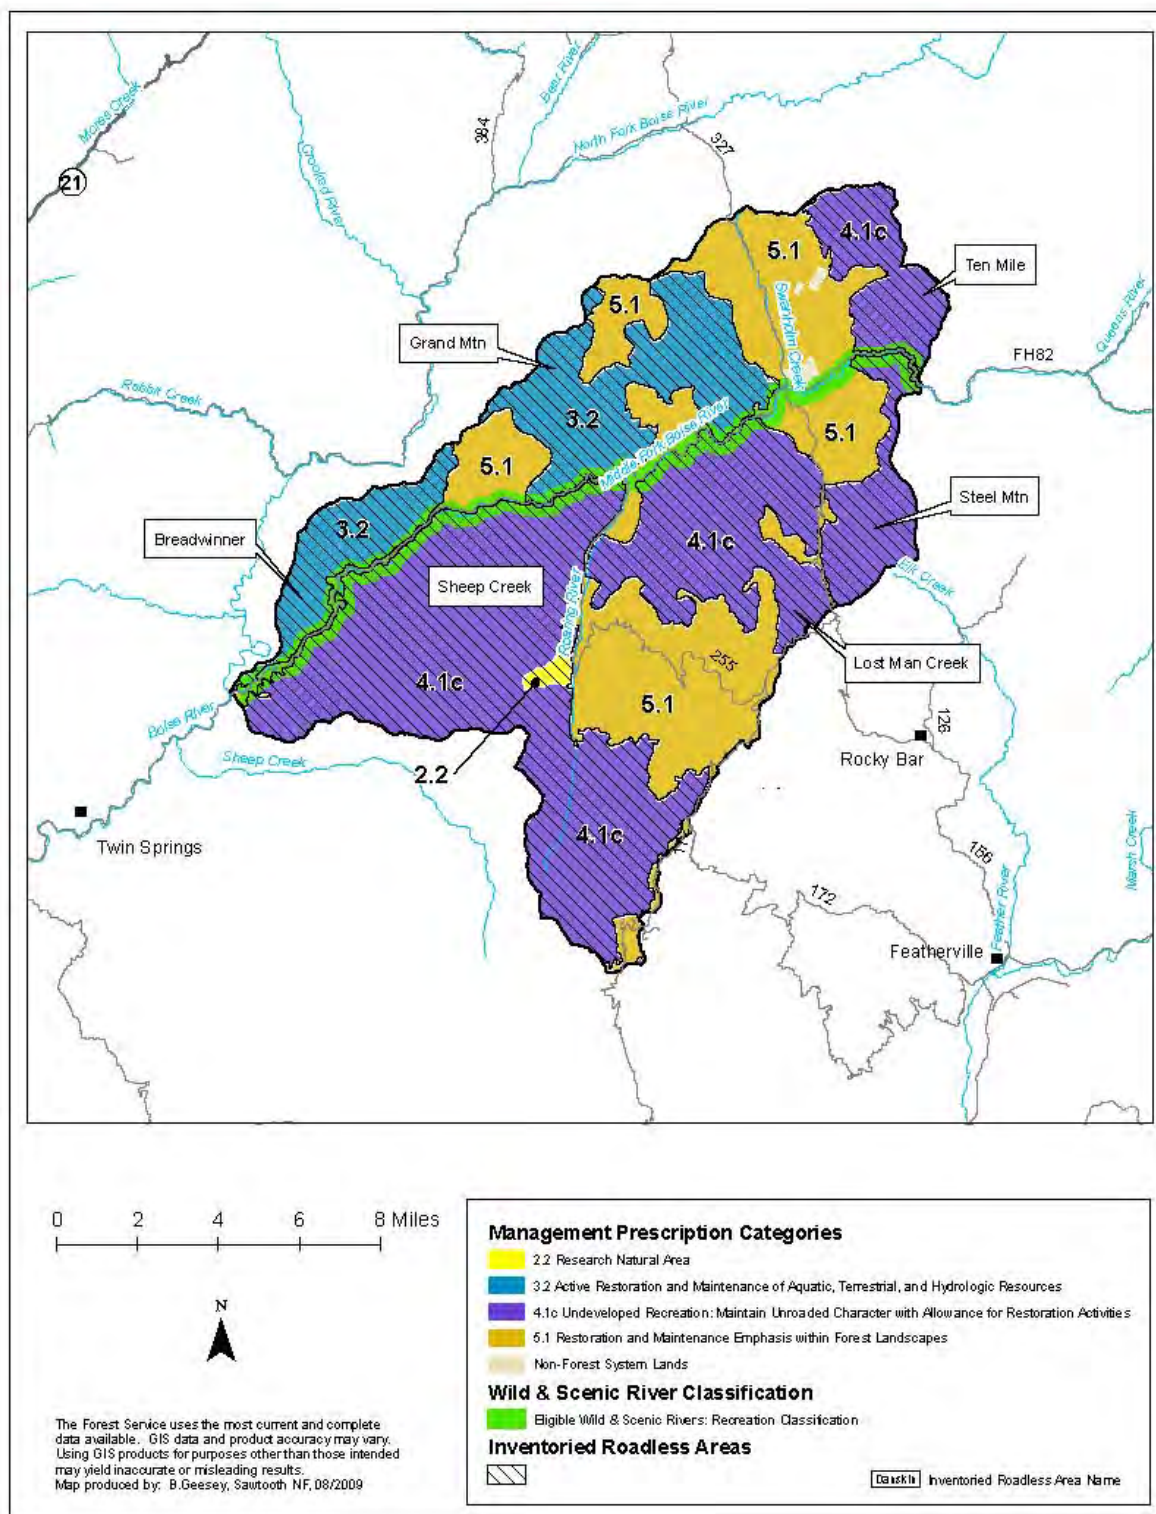 Mores Creek
21
Crooked River
384
Bear River
North Fork Boise River
327
4.1c
5.1
Ten Mile
5.1
Swanholm Creek
Queens River
Grand Mtn
FH82
Rabbit Creek
3.2
Middle Fork Boise River
5.1
5.1
Steel Mtn
3.2
4.1c
Breadwinner
Elk Creek
Sheep Creek
Roaring River
255
Lost Man Creek
4.1c
5.1
Boise River
126
Sheep Creek
2.2
Rocky Bar
Twin Springs
4.1c
156
Marsh Creek
172
Feather River
Featherville
0 2 4 6 8 Miles
N
The Forest Service uses the most current and complete
data available. GIS data and product accuracy may vary.
Using GIS products for purposes other than those intended
may yield inaccurate or misleading results.
Map produced by: B.Geesey, Sawtooth NF, 08/2009
Management Prescription Categories
2.2 Research Natural Area
3.2 Active Restoration and Maintenance of Aquatic, Terrestrial, and Hydrologic Resources
4.1c Undeveloped Recreation: Maintain Unroaded Character with Allowance for Restoration Activities
5.1 Restoration and Maintenance Emphasis within Forest Landscapes
Non-Forest System Lands
Wild & Scenic River Classification
Eligible Wild & Scenic Rivers: Recreation Classification
Inventoried Roadless Areas
Inventoried Roadless Area Name